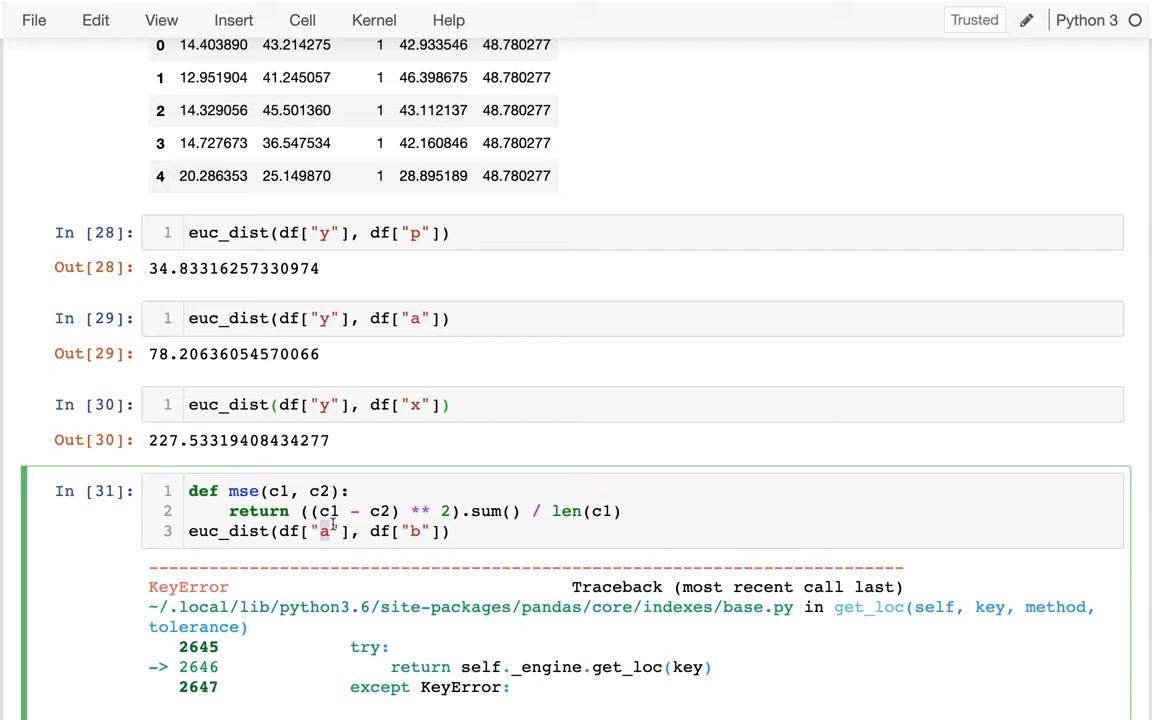 File Edit View Insert Cell Kernel Help Trusted Python 3
0 14.403890 43.214275 1 42.933546 48.780277
1 12.951904 41.245057 1 46.398675 48.780277
2 14.329056 45.501360 1 43.112137 48.780277
3 14.727673 36.547534 1 42.160846 48.780277
4 20.286353 25.149870 1 28.895189 48.780277
In [28]: 1 euc_dist(df["y"], df["p"])
Out[28]: 34.83316257330974
In [29]: 1 euc_dist(df["y"], df["a"])
Out[29]: 78.20636054570066
In [30]: 1 euc_dist(df["y"], df["x"])
Out[30]: 227.53319408434277
In [31]: 1 def mse(c1, c2):
2 return ((c1 - c2) ** 2).sum() / len(c1)
3 euc_dist(df["a"], df["b"])
---------------------------------------------------------------------------
KeyError Traceback (most recent call last)
~/.local/lib/python3.6/site-packages/pandas/core/indexes/base.py in get_loc(self, key, method,
tolerance)
2645 try:
-> 2646 return self._engine.get_loc(key)
2647 except KeyError: